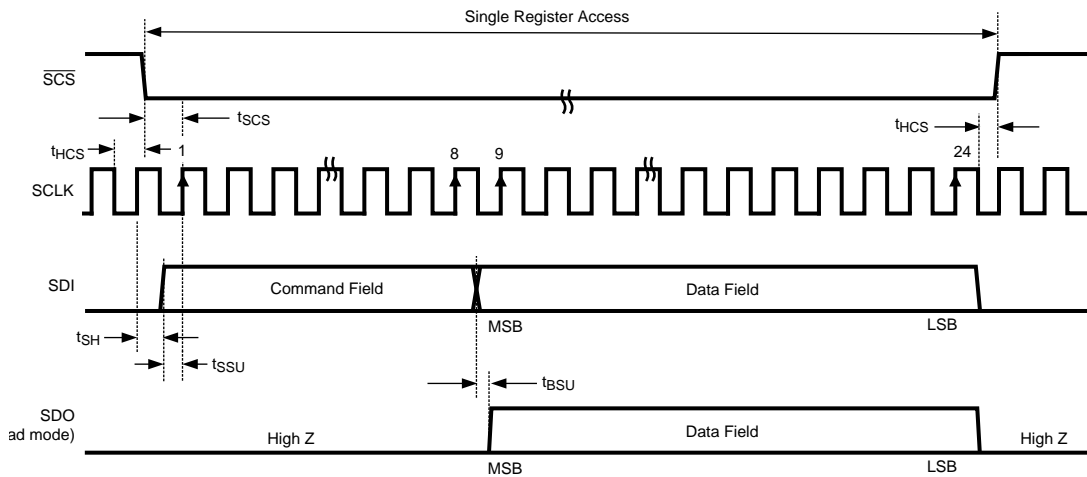 Single Register Access
SCS
tSCS
tHCS
tHCS
1
8
9
24
SCLK
SDI
Command Field
Data Field
MSB
LSB
tSH
tSSU
tBSU
SDO
ad mode)
High Z
Data Field
High Z
MSB
LSB